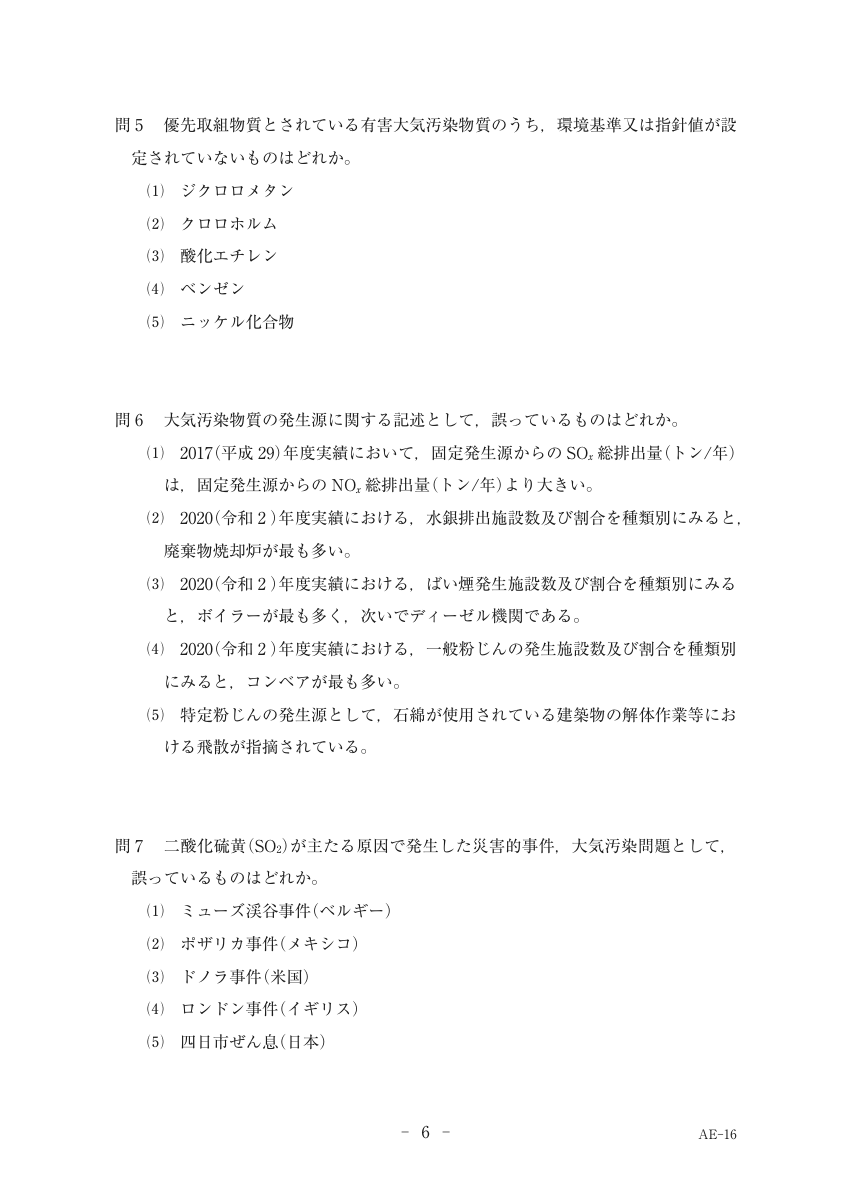 問5 優先取組物質とされている有害大気汚染物質のうち，環境基準又は指針値が設
定されていないものはどれか。
(1) ジクロロメタン
(2) クロロホルム
(3) 酸化エチレン
(4) ベンゼン
(5) ニッケル化合物
問6 大気汚染物質の発生源に関する記述として，誤っているものはどれか。
(1) 2017(平成29)年度実績において，固定発生源からのSOx総排出量(トン/年)
は，固定発生源からのNOx総排出量(トン/年)より大きい。
(2) 2020(令和2)年度実績における，水銀排出施設数及び割合を種類別にみると，
廃棄物焼却炉が最も多い。
(3) 2020(令和2)年度実績における，ばい煙発生施設数及び割合を種類別にみる
と，ボイラーが最も多く，次いでディーゼル機関である。
(4) 2020(令和2)年度実績における，一般粉じんの発生施設数及び割合を種類別
にみると，コンベアが最も多い。
(5) 特定粉じんの発生源として，石綿が使用されている建築物の解体作業等にお
ける飛散が指摘されている。
問7 二酸化硫黄(SO2)が主たる原因で発生した災害的事件，大気汚染問題として，
誤っているものはどれか。
(1) ミューズ渓谷事件(ベルギー)
(2) ポザリカ事件(メキシコ)
(3) ドノラ事件(米国)
(4) ロンドン事件(イギリス)
(5) 四日市ぜん息(日本)
- 6 -
AE-16